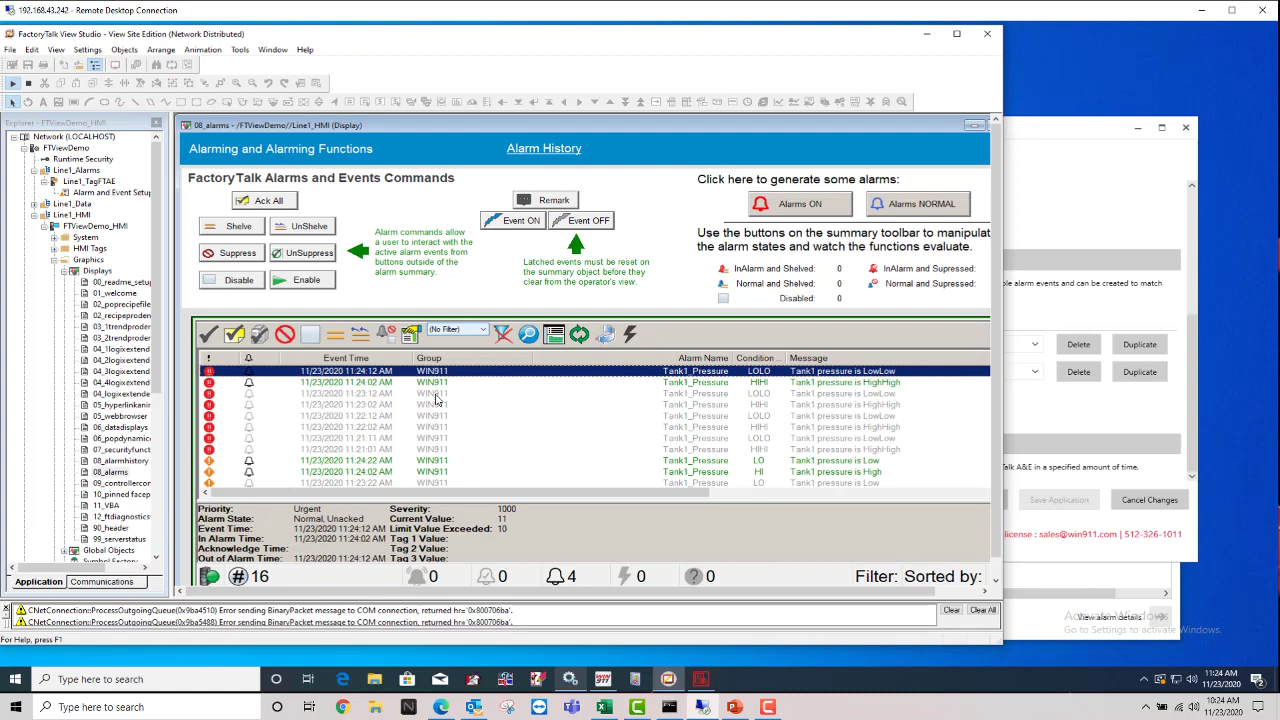 192.168.43.242 - Remote Desktop Connection
FactoryTalk View Studio - View Site Edition (Network Distributed)
File Edit View Settings Objects Arrange Animation Tools Window Help
Explorer - FTViewDemo_HMI
Network (LOCALHOST)
FTViewDemo
Runtime Security
Line1_Alarms
Line1_TagFTAE
Alarm and Event Setup
Line1_Data
Line1_HMI
FTViewDemo_HMI
System
HMI Tags
Graphics
Displays
00_readme_setup
01_welcome
02_poprecipefile
03_1trendproden
03_2trendproden
03_3trendproden
04_1logixextend
04_2logixextend
04_3logixextend
04_4logixextend
04_logixextende
05_hyperlinkanin
05_webbrowser
06_datadisplays
06_popdynamic
07_securityfunct
08_alarmhistory
08_alarms
09_controllercon
10_pinned facep
11_VBA
12_ftdiagnostics
90_header
99_serverstatus
Global Objects
Symbol Factory
Application Communications
08_alarms - /FTViewDemo//Line1_HMI (Display)
Alarming and Alarming Functions Alarm History
FactoryTalk Alarms and Events Commands
Ack All
Shelve UnShelve
Suppress UnSuppress
Disable Enable
Alarm commands allow
a user to interact with the
active alarm events from
buttons outside of the
alarm summary.
Remark
Event ON Event OFF
Latched events must be reset
on the summary object before they
clear from the operator's view.
Click here to generate some alarms:
Alarms ON Alarms NORMAL
Use the buttons on the summary toolbar to manipulat
the alarm states and watch the functions evaluate.
InAlarm and Shelved: 0 InAlarm and Supressed:
Normal and Shelved: 0 Normal and Supressed:
Disabled: 0
(No Filter)
! Event Time Group Alarm Name Condition ... Message
11/23/2020 11:24:12 AM WIN911 Tank1_Pressure LOLO Tank1 pressure is LowLow
11/23/2020 11:24:02 AM WIN911 Tank1_Pressure HIHI Tank1 pressure is HighHigh
11/23/2020 11:23:12 AM WIN911 Tank1_Pressure LOLO Tank1 pressure is LowLow
11/23/2020 11:23:02 AM WIN911 Tank1_Pressure HIHI Tank1 pressure is HighHigh
11/23/2020 11:22:12 AM WIN911 Tank1_Pressure LOLO Tank1 pressure is LowLow
11/23/2020 11:22:02 AM WIN911 Tank1_Pressure HIHI Tank1 pressure is HighHigh
11/23/2020 11:21:11 AM WIN911 Tank1_Pressure LOLO Tank1 pressure is LowLow
11/23/2020 11:21:01 AM WIN911 Tank1_Pressure HIHI Tank1 pressure is HighHigh
11/23/2020 11:24:22 AM WIN911 Tank1_Pressure LO Tank1 pressure is Low
11/23/2020 11:24:02 AM WIN911 Tank1_Pressure HI Tank1 pressure is High
11/23/2020 11:23:22 AM WIN911 Tank1_Pressure LO Tank1 pressure is Low
Priority: Urgent Severity: 1000
Alarm State: Normal, Unacked Current Value: 11
Event Time: 11/23/2020 11:24:12 AM Limit Value Exceeded: 10
In Alarm Time: 11/23/2020 11:24:02 AM Tag 1 Value:
Acknowledge Time: Tag 2 Value:
Out of Alarm Time: 11/23/2020 11:24:12 AM Tag 3 Value:
# 16 0 0 4 0 0 Filter: Sorted by:
CNetConnection::ProcessOutgoingQueue(0x9ba4510) Error sending BinaryPacket message to COM connection, returned hr= '0x800706ba'. Clear Clear All
CNetConnection::ProcessOutgoingQueue(0x9ba5488) Error sending BinaryPacket message to COM connection, returned hr= '0x800706ba'.
For Help, press F1
ple alarm events and can be created to match
Delete Duplicate
Delete Duplicate
Talk A&E in a specified amount of time.
Save Application Cancel Changes
license : sales@win911.com | 512-326-1011
Activate Windows
View alarm details
Go to Settings to activate Windows.
Type here to search
11:24 AM
11/23/2020
2
Type here to search
10:24 AM
11/23/2020